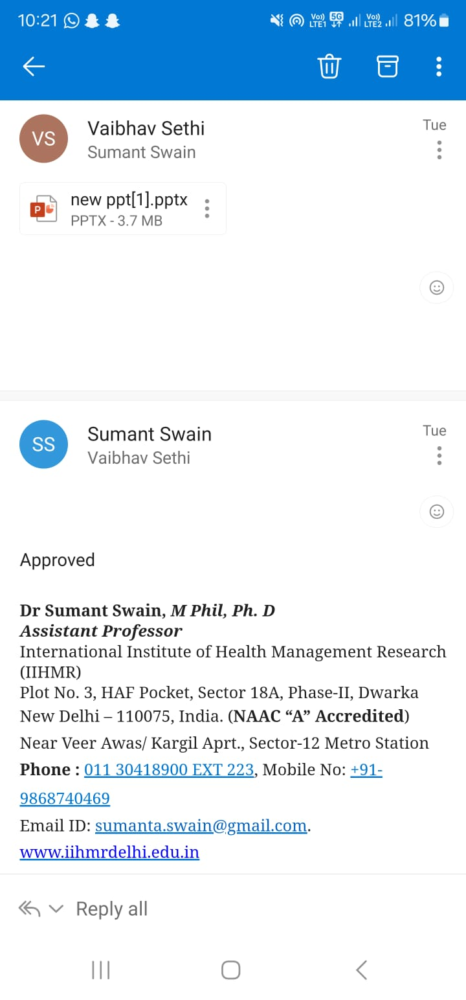 10:21 Vo)) LTE1 5G Vo)) LTE2 81%
VS
Vaibhav Sethi
Tue
Sumant Swain
P
new ppt[1].pptx
PPTX - 3.7 MB
SS
Sumant Swain
Tue
Vaibhav Sethi
Approved
Dr Sumant Swain, M Phil, Ph. D
Assistant Professor
International Institute of Health Management Research
(IIHMR)
Plot No. 3, HAF Pocket, Sector 18A, Phase-II, Dwarka
New Delhi – 110075, India. (NAAC “A” Accredited)
Near Veer Awas/ Kargil Aprt., Sector-12 Metro Station
Phone : 011 30418900 EXT 223, Mobile No: +91-
9868740469
Email ID: sumanta.swain@gmail.com.
www.iihmrdelhi.edu.in
Reply all